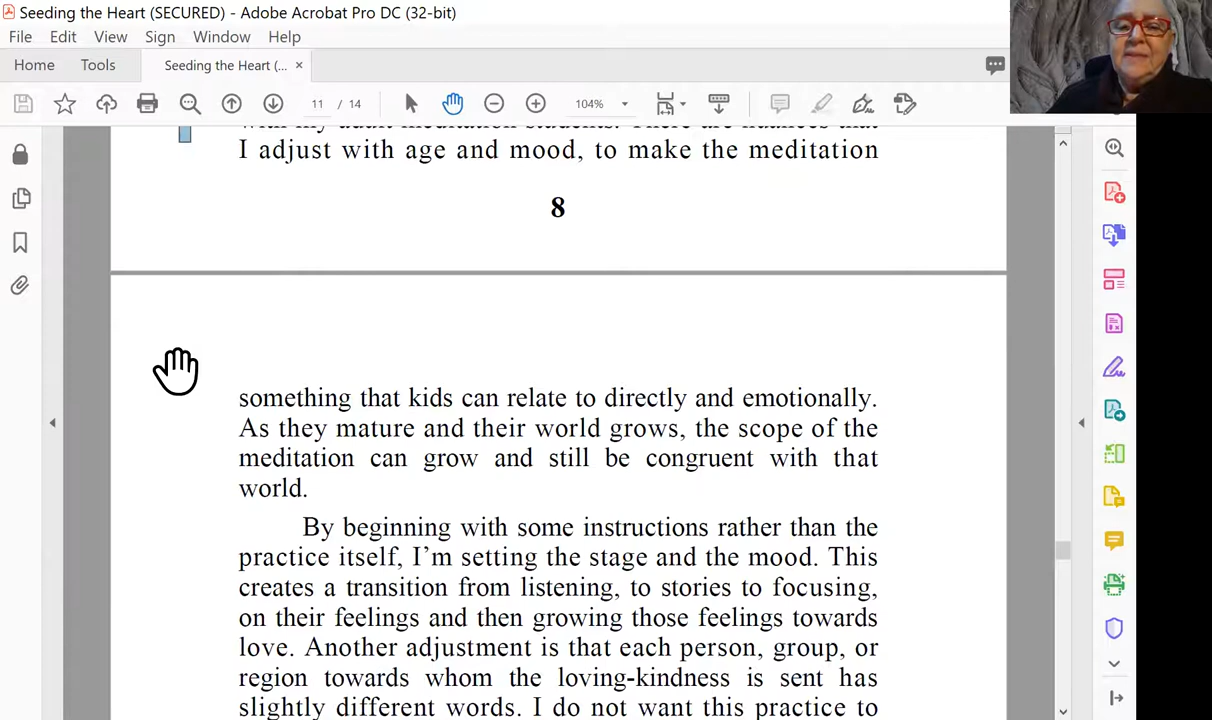 Seeding the Heart (SECURED) - Adobe Acrobat Pro DC (32-bit)
File Edit View Sign Window Help
Home Tools Seeding the Heart (... ×
11 / 14 104%
with my adult meditation students. There are nuances that
I adjust with age and mood, to make the meditation
8
something that kids can relate to directly and emotionally.
As they mature and their world grows, the scope of the
meditation can grow and still be congruent with that
world.
By beginning with some instructions rather than the
practice itself, I'm setting the stage and the mood. This
creates a transition from listening, to stories to focusing,
on their feelings and then growing those feelings towards
love. Another adjustment is that each person, group, or
region towards whom the loving-kindness is sent has
slightly different words. I do not want this practice to